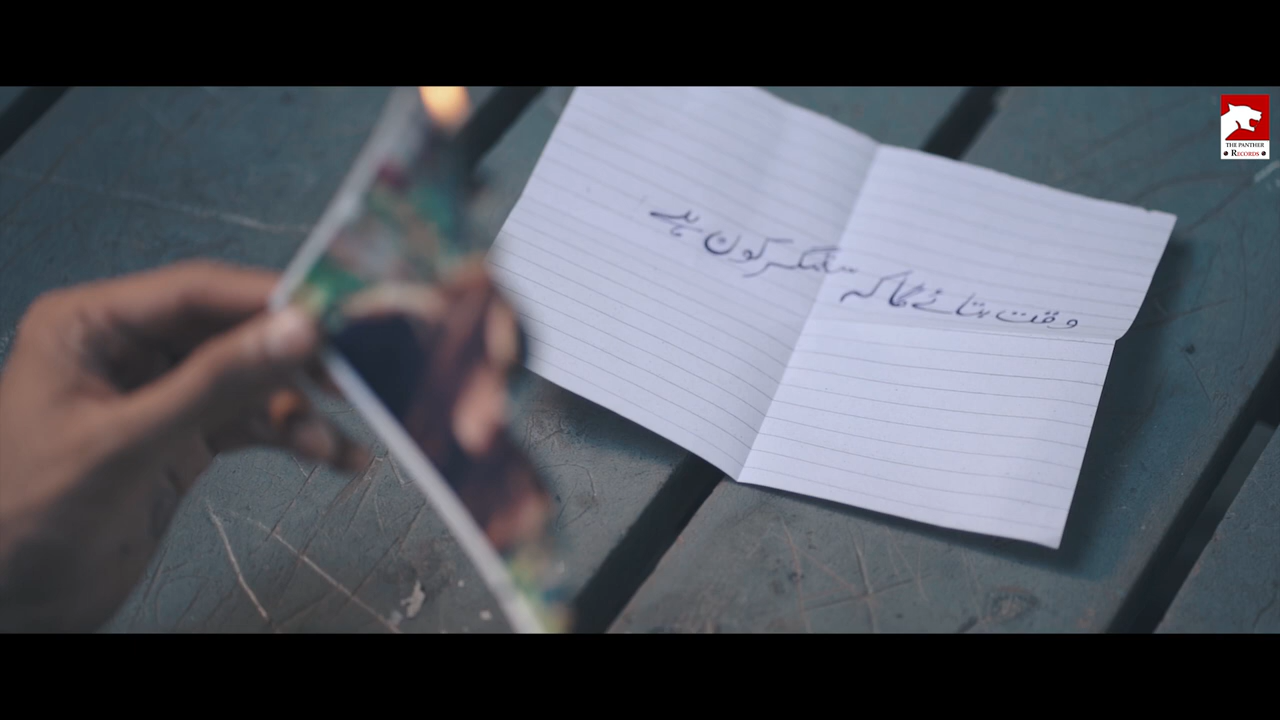 وقت بتائے گا کہ ستمگر کون ہے
THE PANTHER
RECORDS